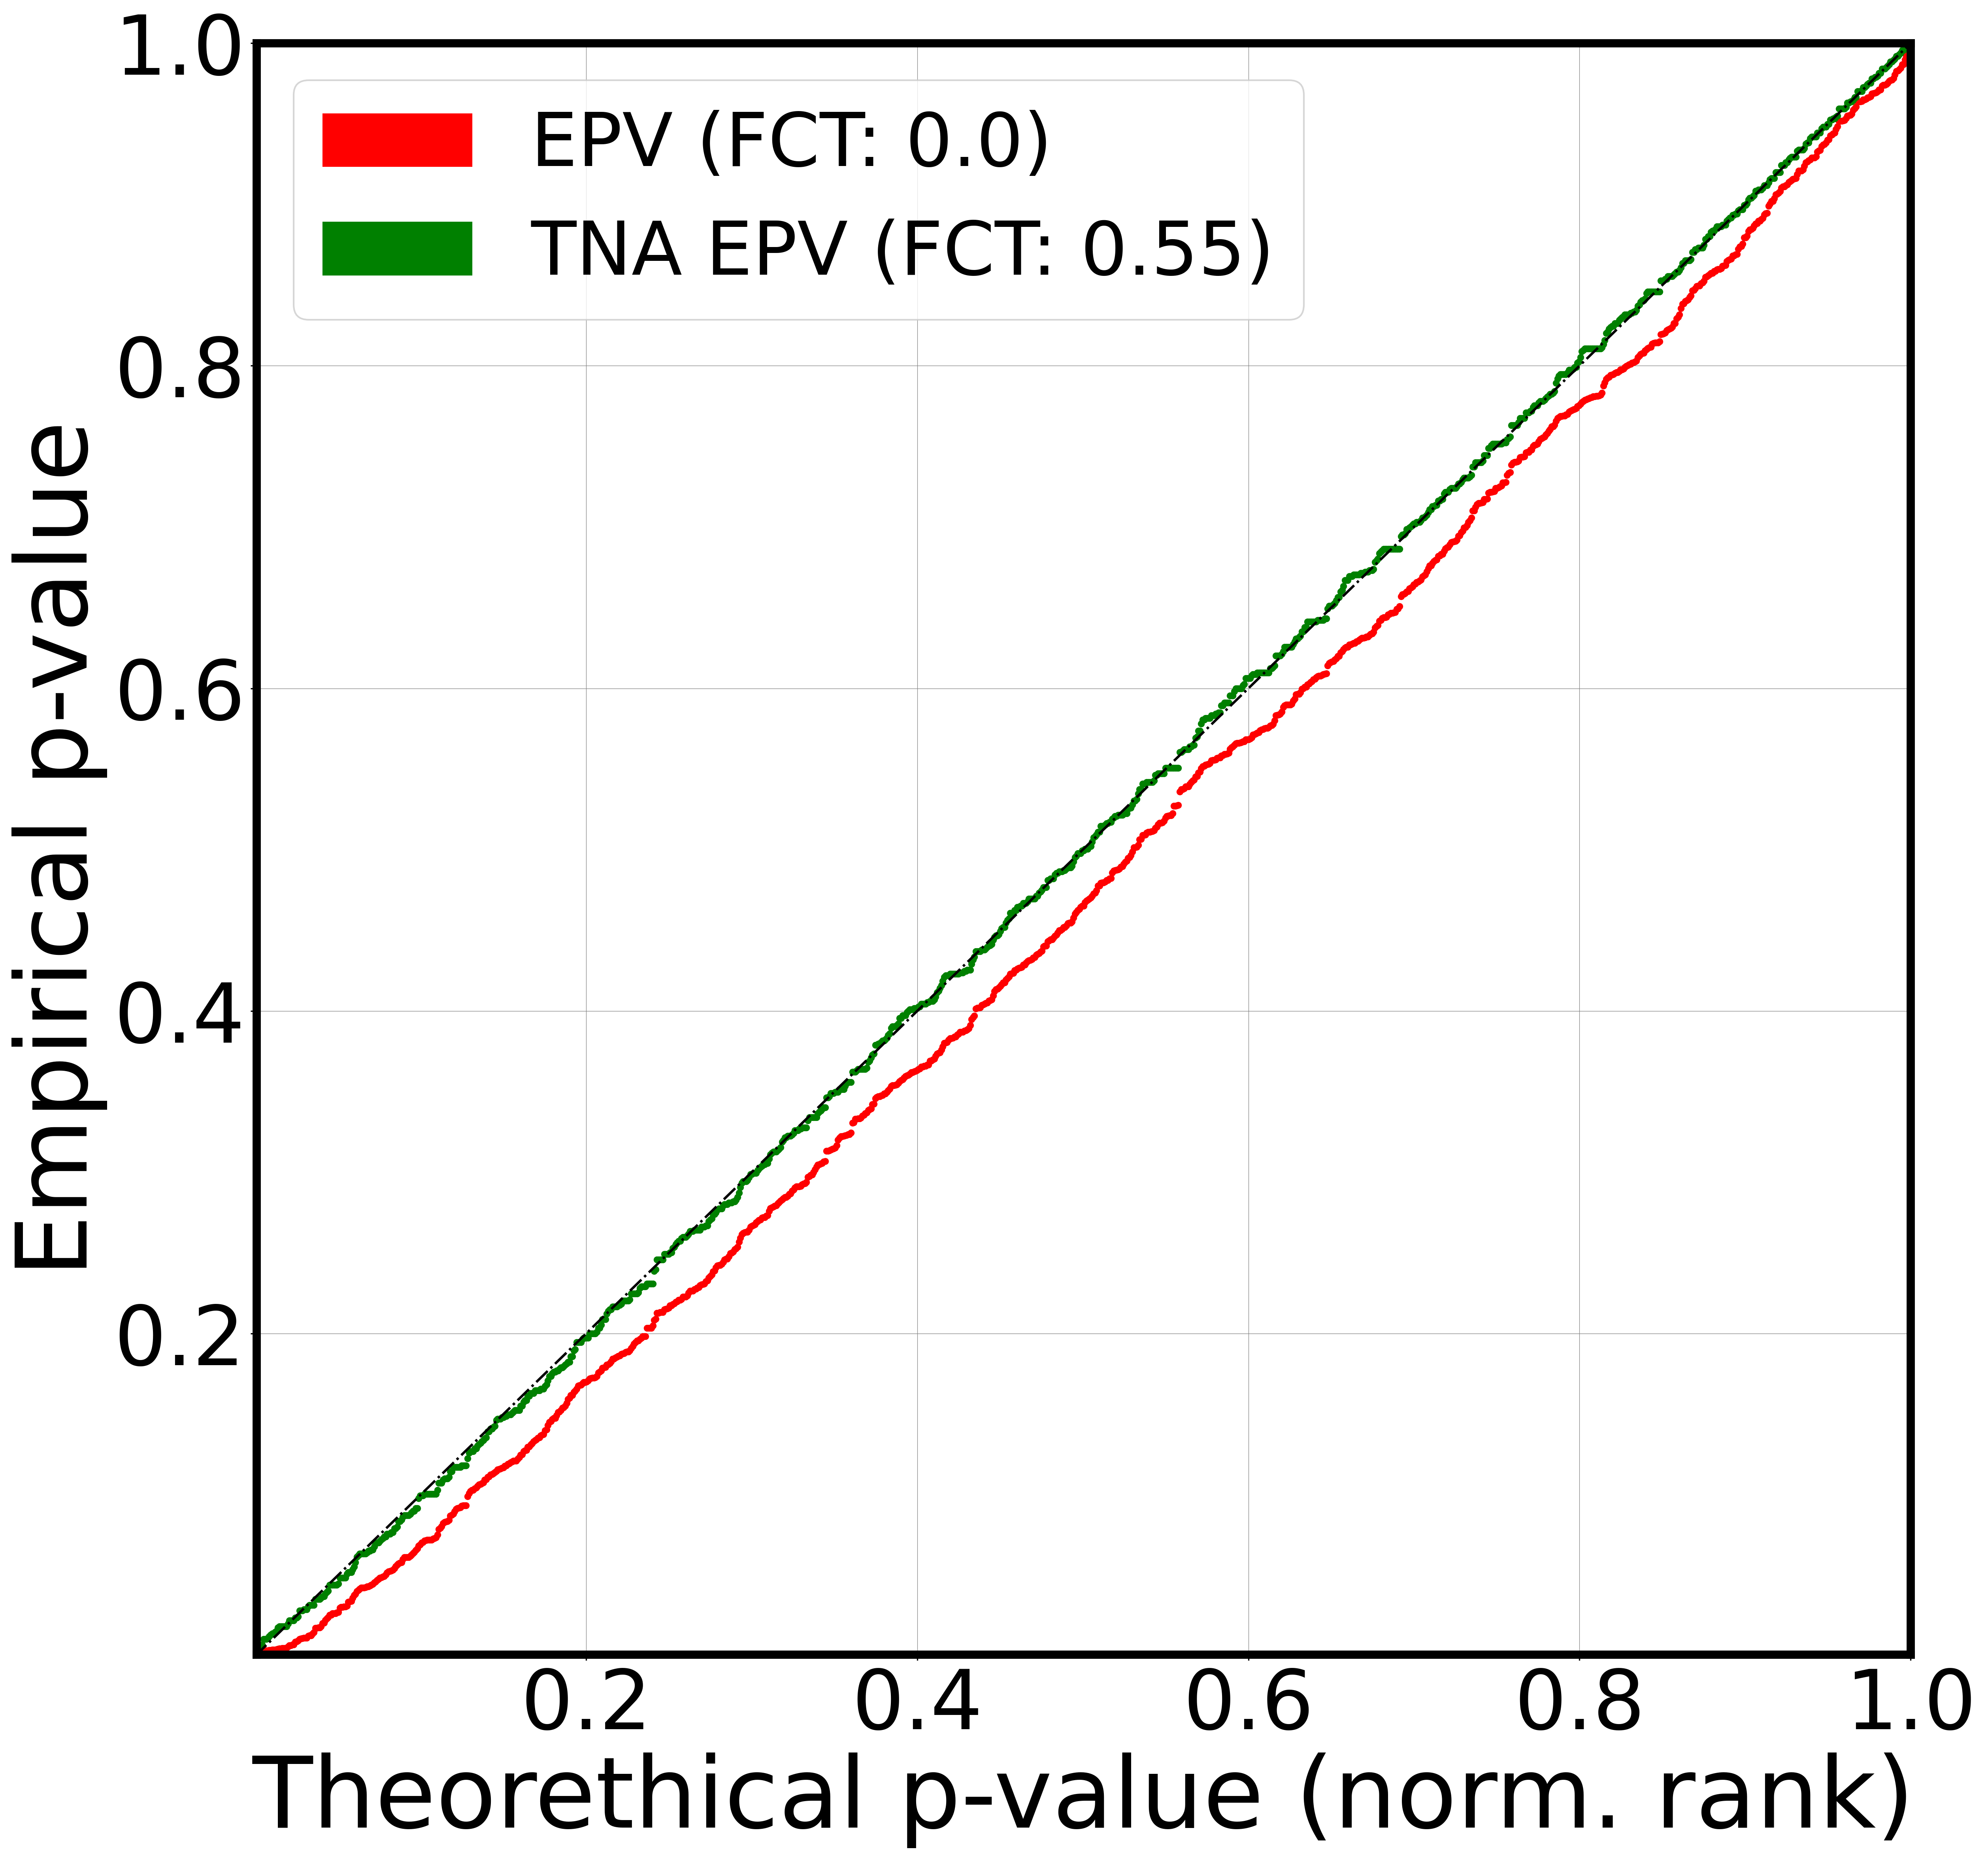 1.0
EPV (FCT: 0.0)
TNA EPV (FCT: 0.55)
0.8
0.6
0.4
0.2
Empirical p-value
0.2 0.4 0.6 0.8 1.0
Theorethical p-value (norm. rank)